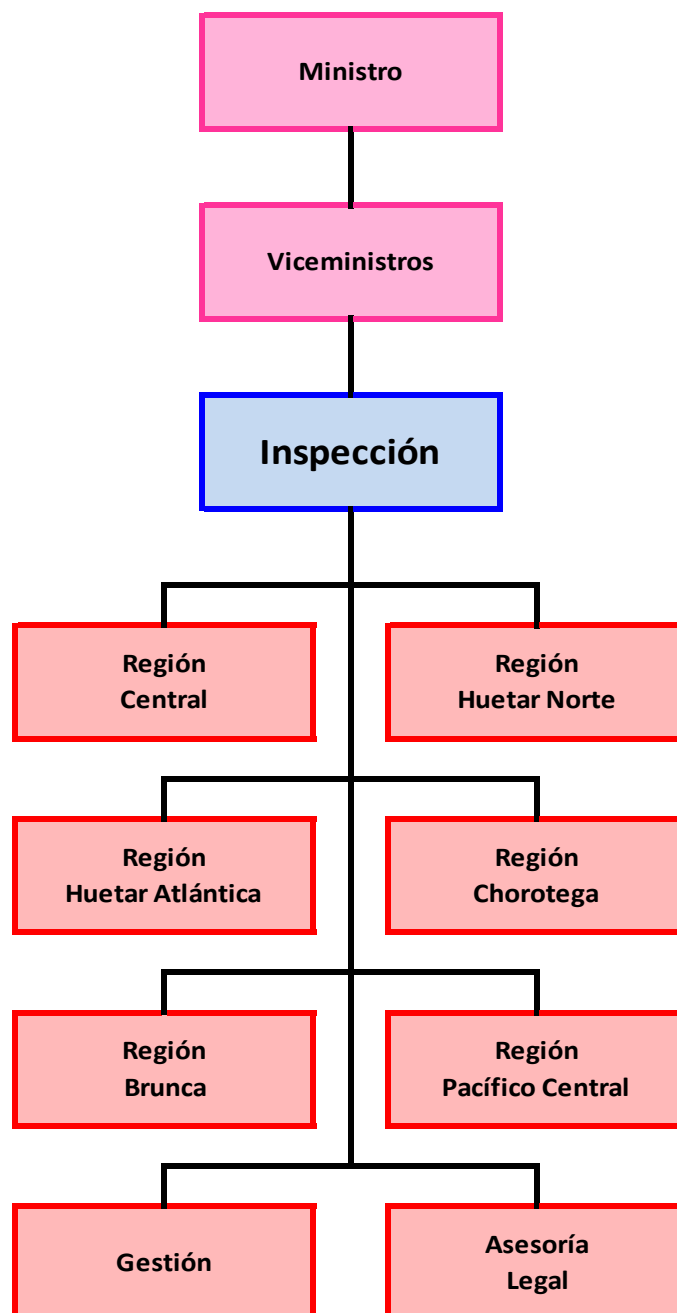 Ministro
Viceministros
Inspección
Región
Central
Región
Huetar Norte
Región
Huetar Atlántica
Región
Chorotega
Región
Brunca
Región
Pacífico Central
Gestión
Asesoría
Legal